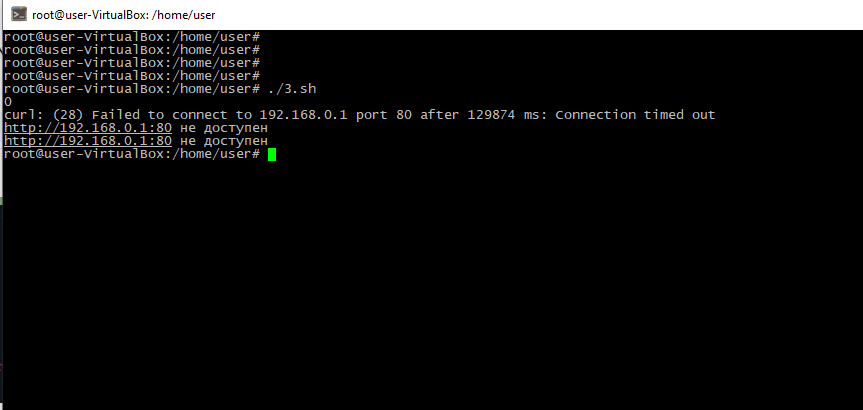 root@user-VirtualBox: /home/user
root@user-VirtualBox:/home/user#
root@user-VirtualBox:/home/user#
root@user-VirtualBox:/home/user#
root@user-VirtualBox:/home/user#
root@user-VirtualBox:/home/user# ./3.sh
0
curl: (28) Failed to connect to 192.168.0.1 port 80 after 129874 ms: Connection timed out
http://192.168.0.1:80 не доступен
http://192.168.0.1:80 не доступен
root@user-VirtualBox:/home/user#